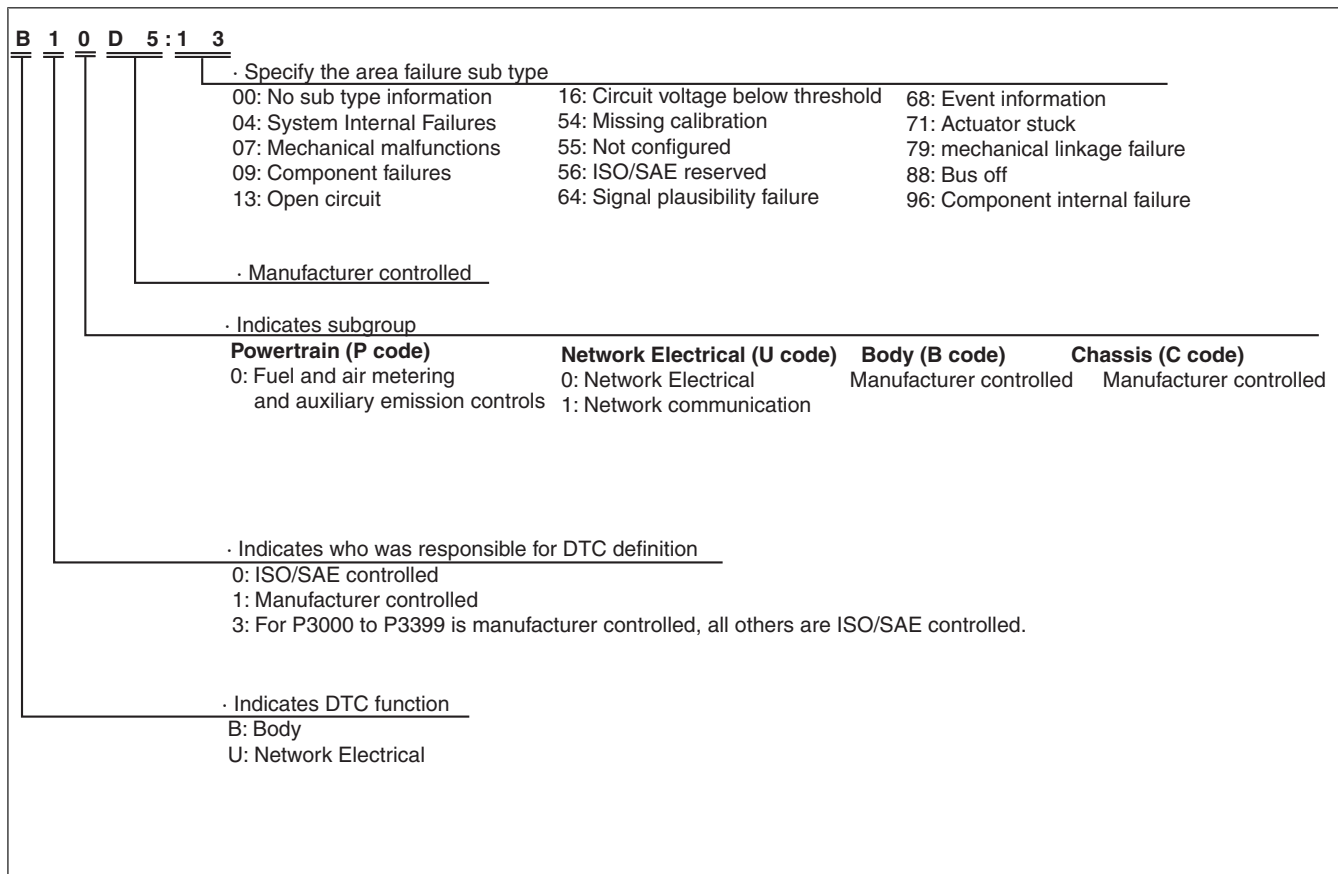 B 1 0 D 5 : 1 3
· Specify the area failure sub type
00: No sub type information
04: System Internal Failures
07: Mechanical malfunctions
09: Component failures
13: Open circuit
16: Circuit voltage below threshold
54: Missing calibration
55: Not configured
56: ISO/SAE reserved
64: Signal plausibility failure
68: Event information
71: Actuator stuck
79: mechanical linkage failure
88: Bus off
96: Component internal failure
· Manufacturer controlled
· Indicates subgroup
Powertrain (P code)
0: Fuel and air metering
and auxiliary emission controls
Network Electrical (U code)
0: Network Electrical
1: Network communication
Body (B code)
Manufacturer controlled
Chassis (C code)
Manufacturer controlled
· Indicates who was responsible for DTC definition
0: ISO/SAE controlled
1: Manufacturer controlled
3: For P3000 to P3399 is manufacturer controlled, all others are ISO/SAE controlled.
· Indicates DTC function
B: Body
U: Network Electrical